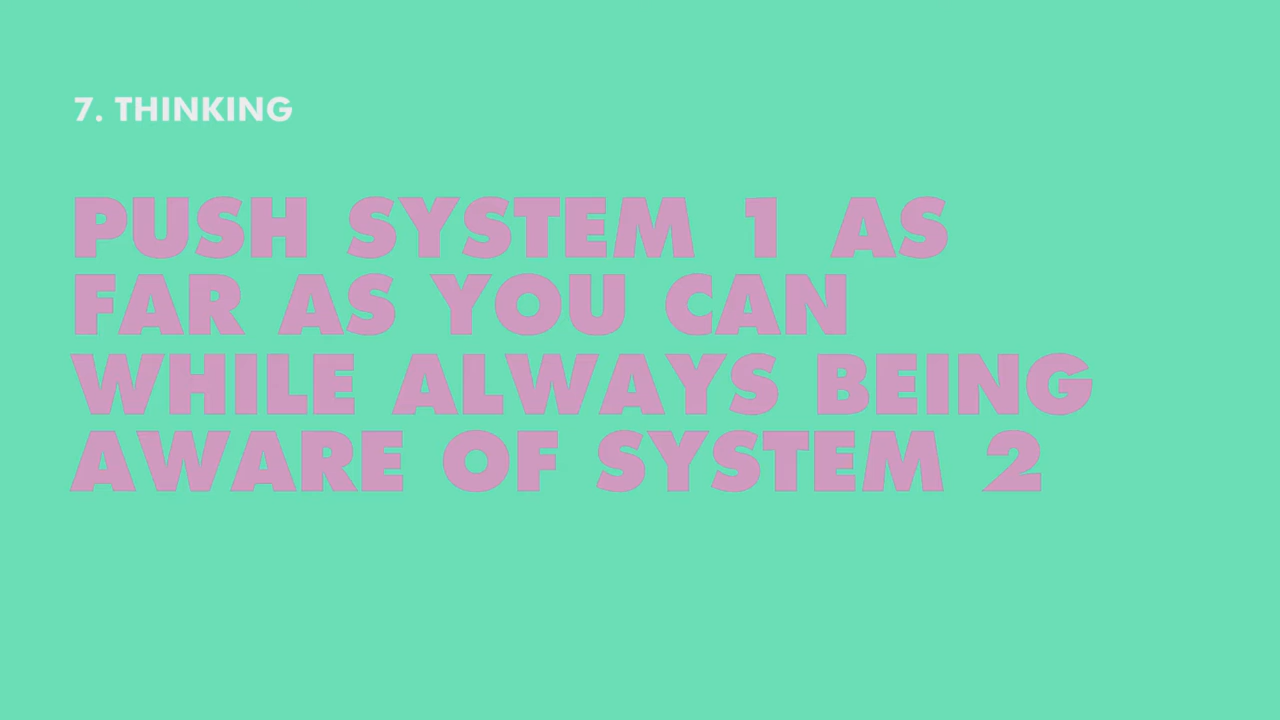 7. THINKING
PUSH SYSTEM 1 AS
FAR AS YOU CAN
WHILE ALWAYS BEING
AWARE OF SYSTEM 2